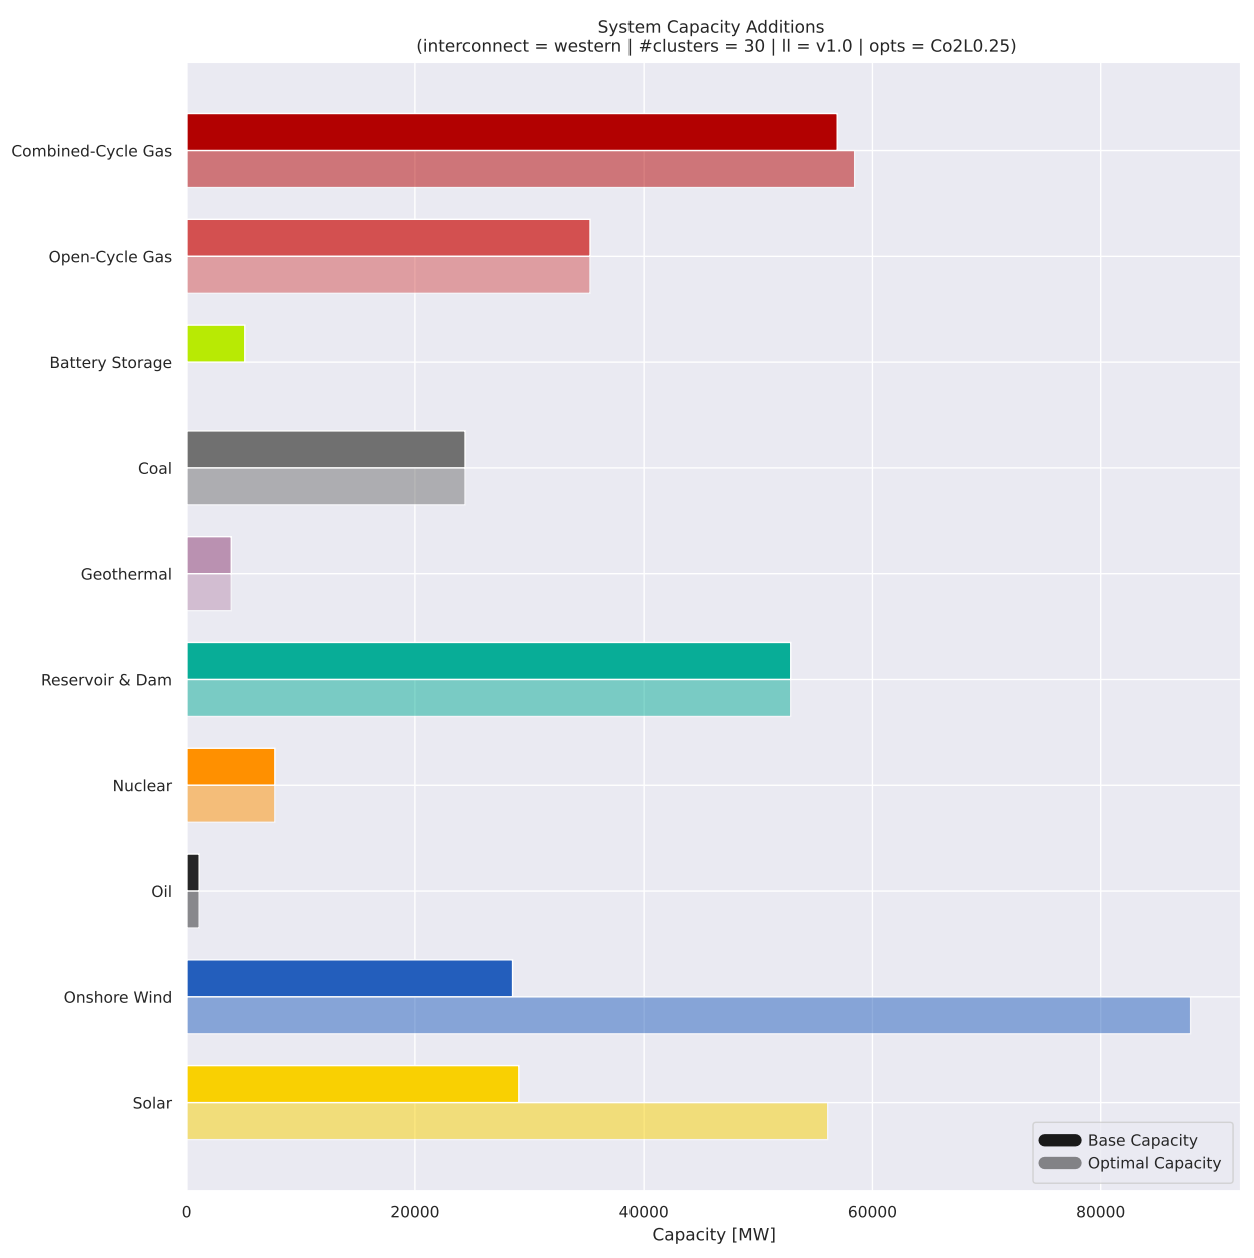 System Capacity Additions
(interconnect = western | #clusters = 30 | ll = v1.0 | opts = Co2L0.25)
Combined-Cycle Gas
Open-Cycle Gas
Battery Storage
Coal
Geothermal
Reservoir & Dam
Nuclear
Oil
Onshore Wind
Solar
Base Capacity
Optimal Capacity
0 20000 40000 60000 80000
Capacity [MW]